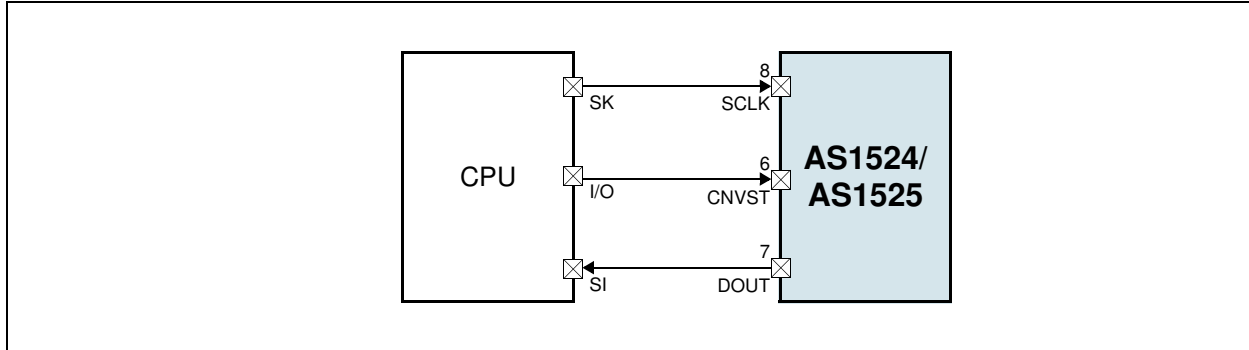 8
SK SCLK
CPU
6
AS1524/
AS1525
I/O CNVST
7
SI DOUT